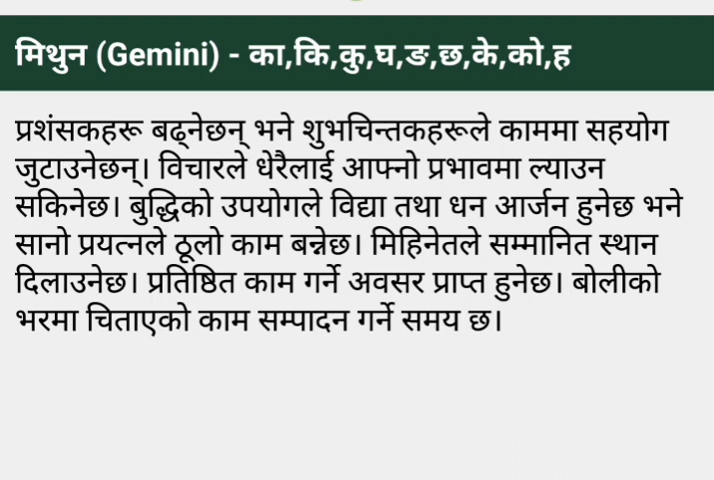 मिथुन (Gemini) - का,कि,कु,घ,ङ,छ,के,को,ह
प्रशंसकहरू बढ्नेछन् भने शुभचिन्तकहरूले काममा सहयोग
जुटाउनेछन्। विचारले धेरैलाई आफ्नो प्रभावमा ल्याउन
सकिनेछ। बुद्धिको उपयोगले विद्या तथा धन आर्जन हुनेछ भने
सानो प्रयत्नले ठूलो काम बन्नेछ। मिहिनेतले सम्मानित स्थान
दिलाउनेछ। प्रतिष्ठित काम गर्ने अवसर प्राप्त हुनेछ। बोलीको
भरमा चिताएको काम सम्पादन गर्ने समय छ।